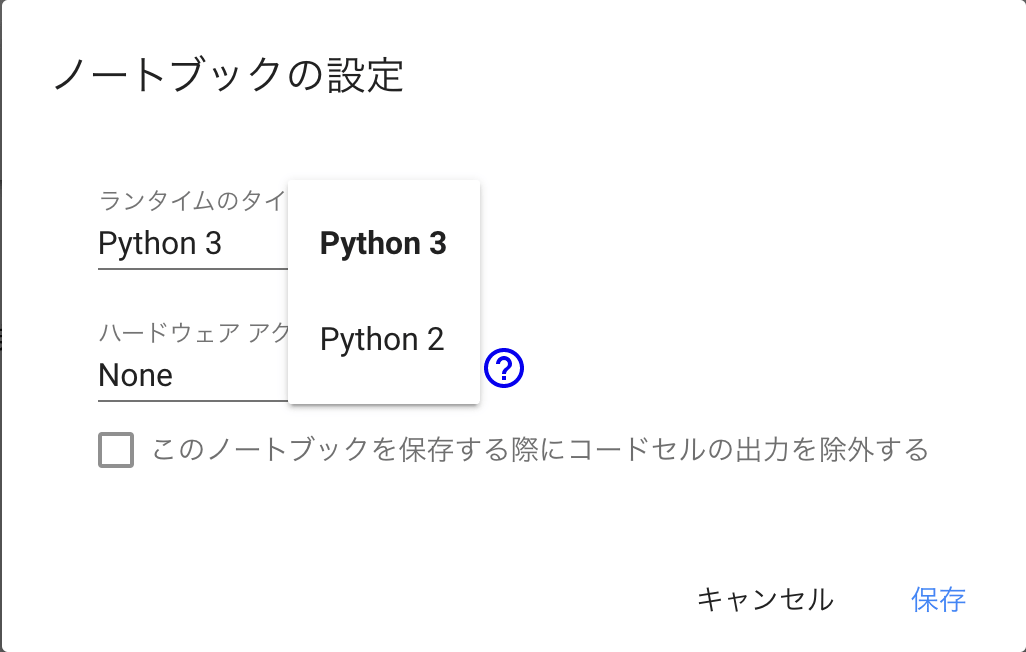 ノートブックの設定
ランタイムのタイ
Python 3
Python 3
Python 2
ハードウェア アク
None
?
このノートブックを保存する際にコードセルの出力を除外する
キャンセル
保存